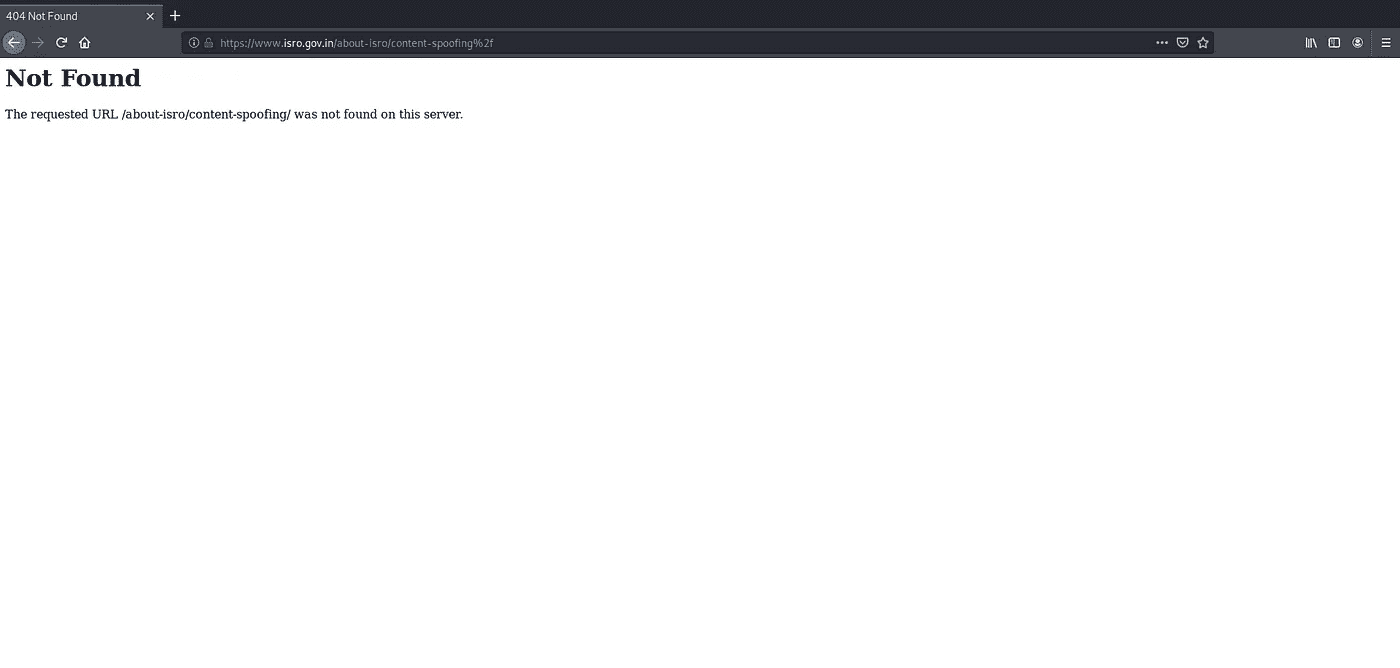 404 Not Found
https://www.isro.gov.in/about-isro/content-spoofing%2f
Not Found
The requested URL /about-isro/content-spoofing/ was not found on this server.